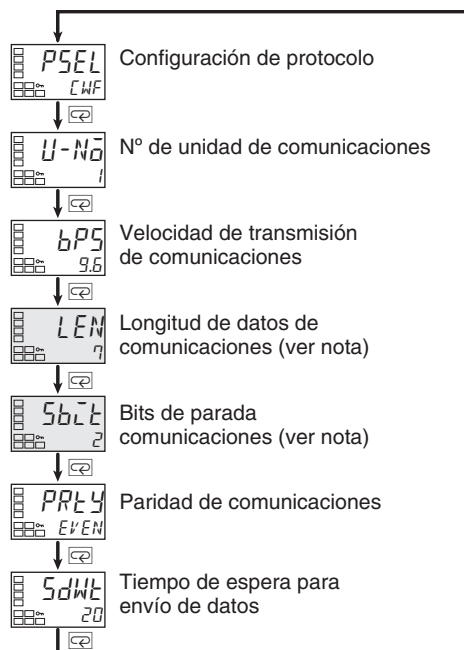 PSEL
CWF
Configuración de protocolo
U-No
1
Nº de unidad de comunicaciones
bPS
9.6
Velocidad de transmisión
de comunicaciones
LEN
7
Longitud de datos de
comunicaciones (ver nota)
Sbit
2
Bits de parada
comunicaciones (ver nota)
PRtY
EVEN
Paridad de comunicaciones
SdWt
20
Tiempo de espera para
envío de datos